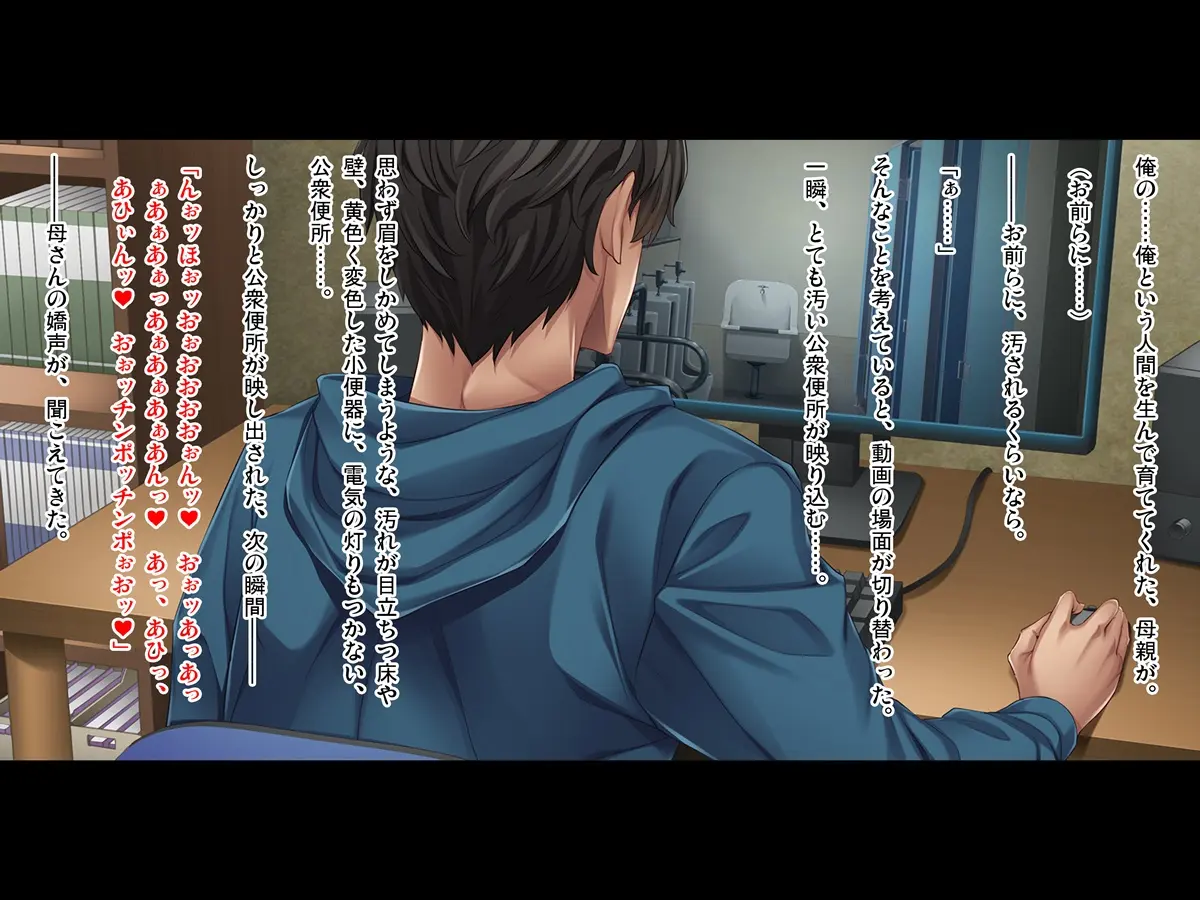 俺の……俺という人間を生んで育ててくれた、母親が。
(お前らに……)
――お前らに、汚されるくらいなら。
「ぁ……」
そんなことを考えていると、動画の場面が切り替わった。
一瞬、とても汚い公衆便所が映り込む……。
思わず眉をしかめてしまうような、汚れが目立ちつ床や
壁、黄色く変色した小便器に、電気の灯りもつかない、
公衆便所……。
しっかりと公衆便所が映し出された、次の瞬間――
「んぉッほぉッおぉおおおおぉんッ♥　おぉッあっあっ
ぁあぁあぁっあぁあぁあぁあんっ♥　あっ、あひっ、
あひぃんッ♥　おぉッチンポッチンポぉおッ♥」
――母さんの嬌声が、聞こえてきた。